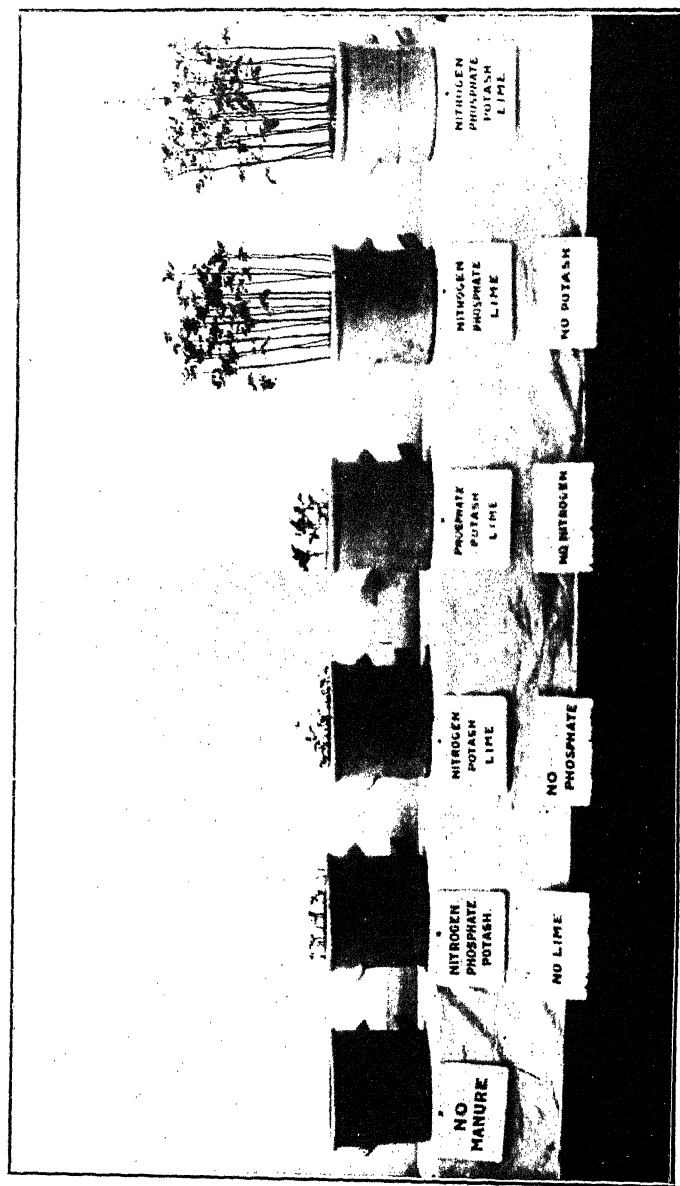 NO
MANURE
NITROGEN
PHOSPHATE
POTASH.
NO LIME
NITROGEN
POTASH
LIME
NO
PHOSPHATE
PHOSPHATE
POTASH
LIME
NO NITROGEN
NITROGEN
PHOSPHATE
LIME
NO POTASH
NITROGEN
PHOSPHATE
POTASH
LIME